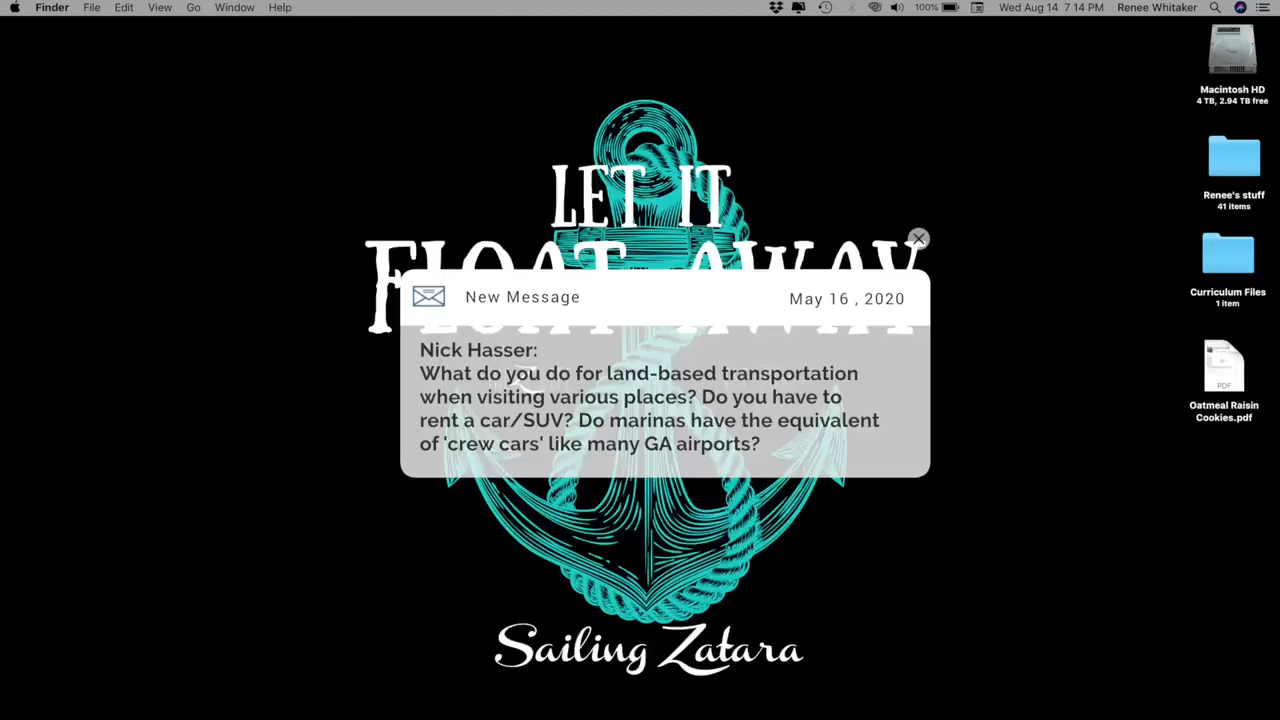 Finder File Edit View Go Window Help
100% Wed Aug 14 7:14 PM Renee Whitaker
Macintosh HD
4 TB, 2.94 TB free
Renee's stuff
41 items
Curriculum Files
1 item
PDF
Oatmeal Raisin
Cookies.pdf
LET IT
FLOAT AWAY
New Message
May 16 , 2020
Nick Hasser:
What do you do for land-based transportation
when visiting various places? Do you have to
rent a car/SUV? Do marinas have the equivalent
of 'crew cars' like many GA airports?
Sailing Zatara